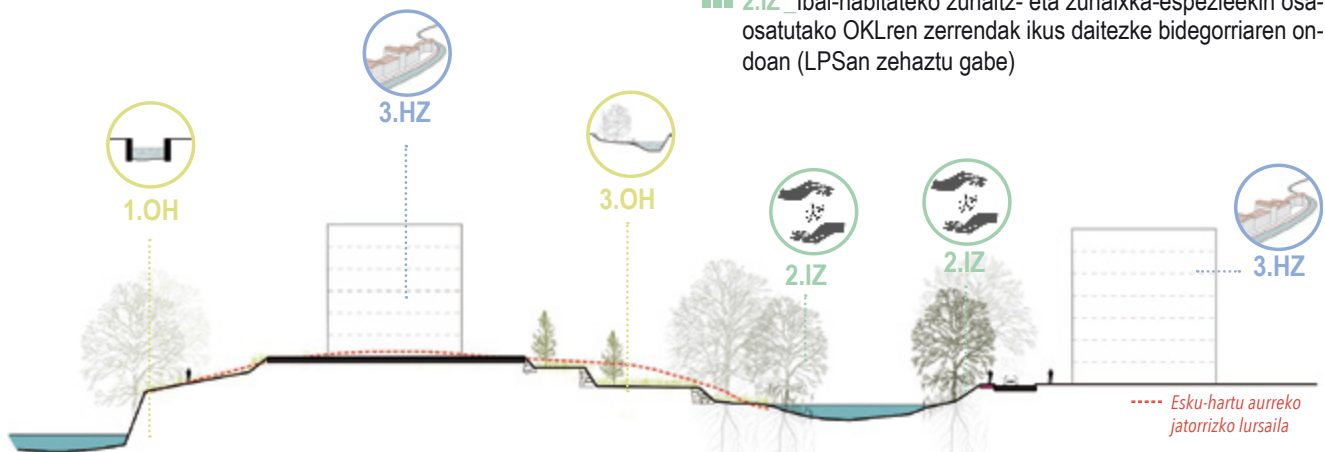 2.IZ _Ibai-habitateko zuhaitz- eta zuhaixka-espezieekin osa-
osatutako OKLren zerrendak ikus daitezke bidegorriaren on-
doan (LPSan zehaztu gabe)
3.HZ
1.OH
3.OH
2.IZ
2.IZ
3.HZ
Esku-hartu aurreko
jatorrizko lursaila